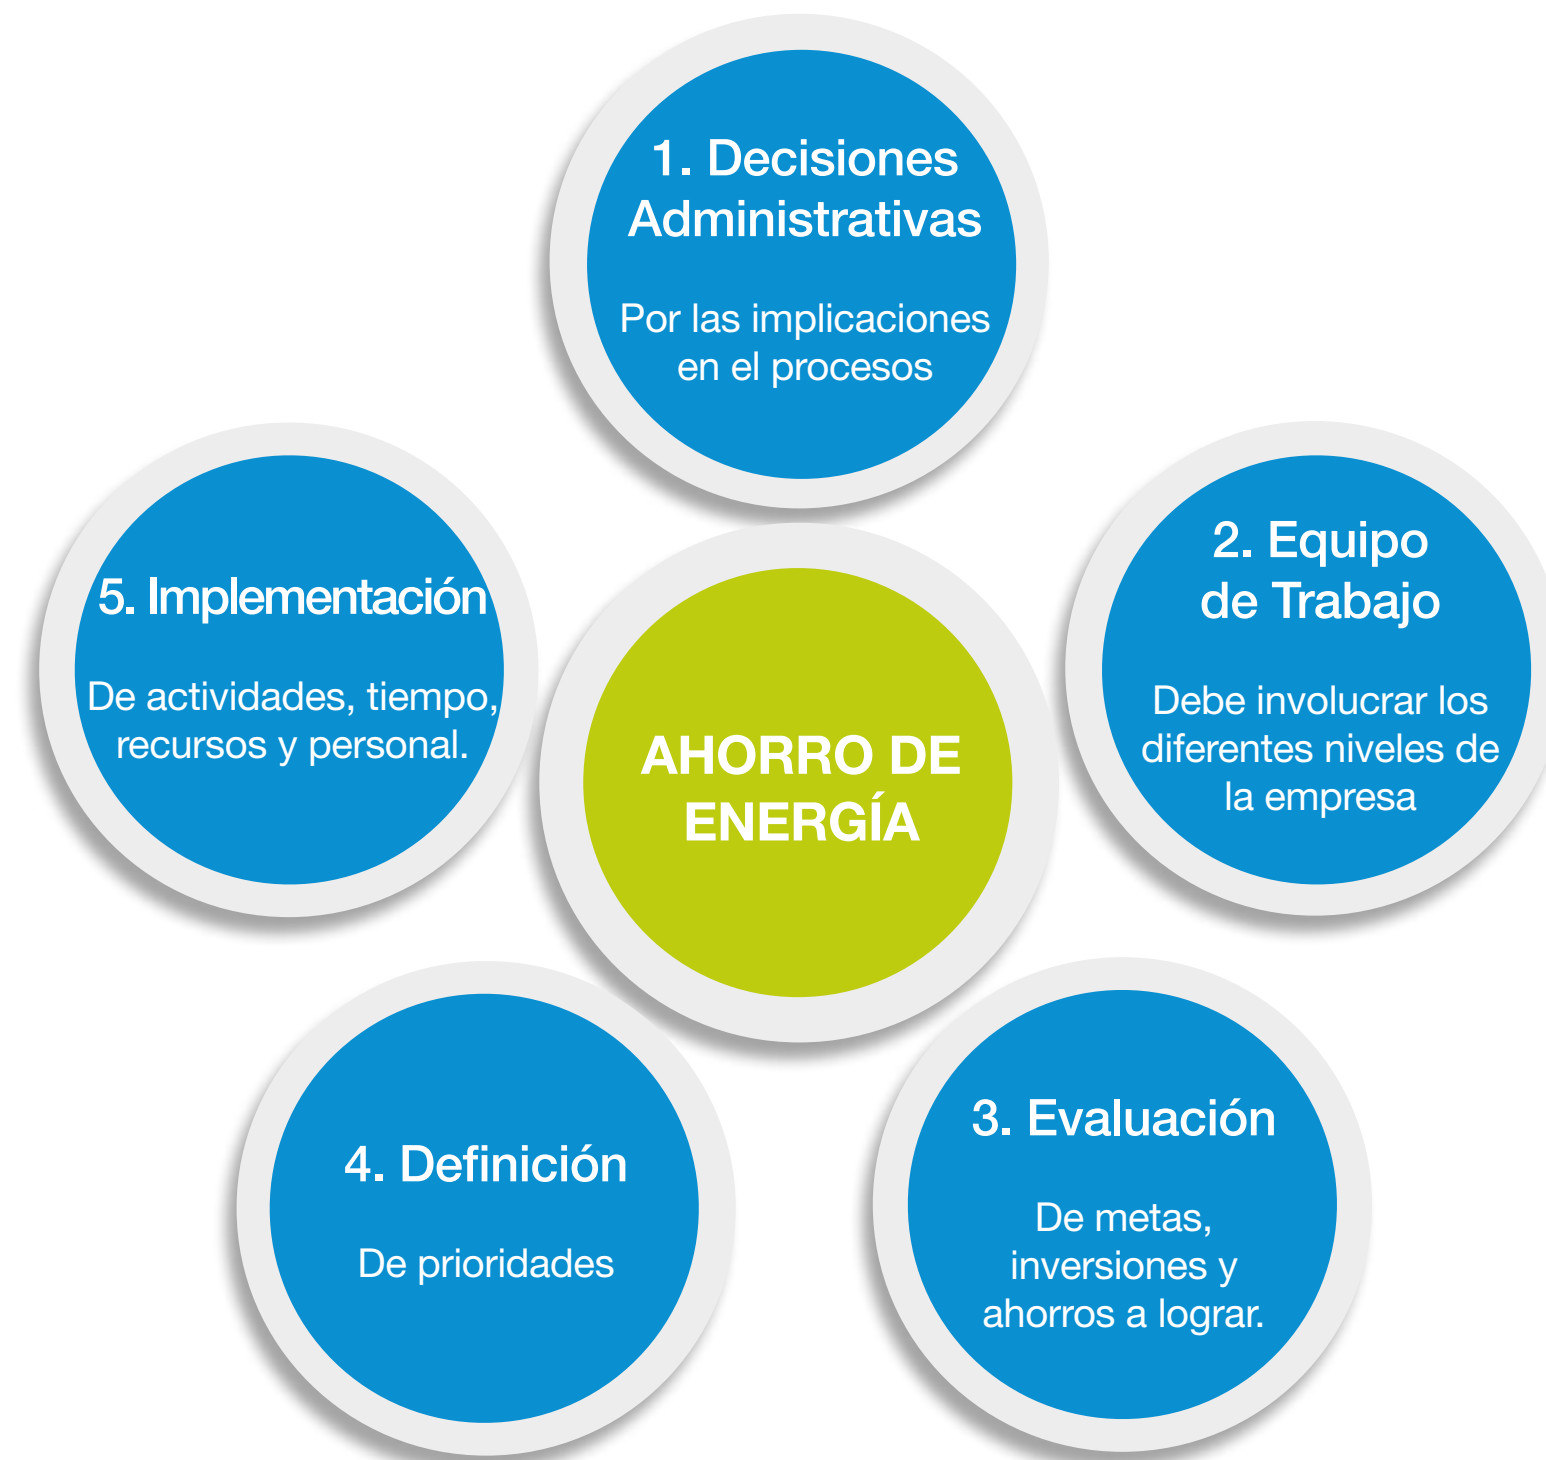 1. Decisiones
Administrativas
Por las implicaciones
en el procesos
2. Equipo
de Trabajo
Debe involucrar los
diferentes niveles de
la empresa
3. Evaluación
De metas,
inversiones y
ahorros a lograr.
4. Definición
De prioridades
5. Implementación
De actividades, tiempo,
recursos y personal.
AHORRO DE
ENERGÍA